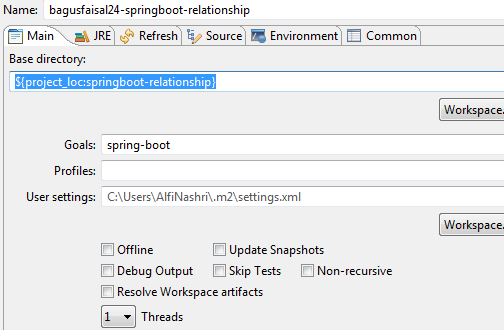 Name: bagusfaisal24-springboot-relationship
Main JRE Refresh Source Environment Common
Base directory:
${project_loc:springboot-relationship}
Workspace.
Goals: spring-boot
Profiles:
User settings: C:\Users\AlfiNashri\.m2\settings.xml
Workspace.
Offline Update Snapshots
Debug Output Skip Tests Non-recursive
Resolve Workspace artifacts
1 Threads